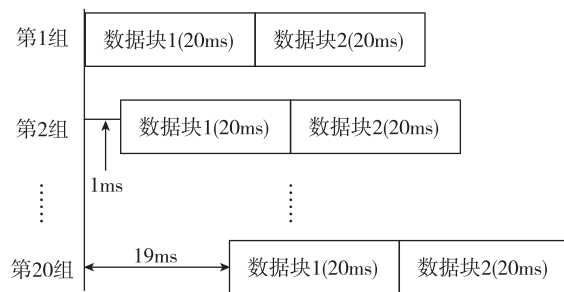 第1组 数据块1(20ms) 数据块2(20ms)
第2组 数据块1(20ms) 数据块2(20ms)
1ms
⋮ ⋮
第20组 19ms 数据块1(20ms) 数据块2(20ms)